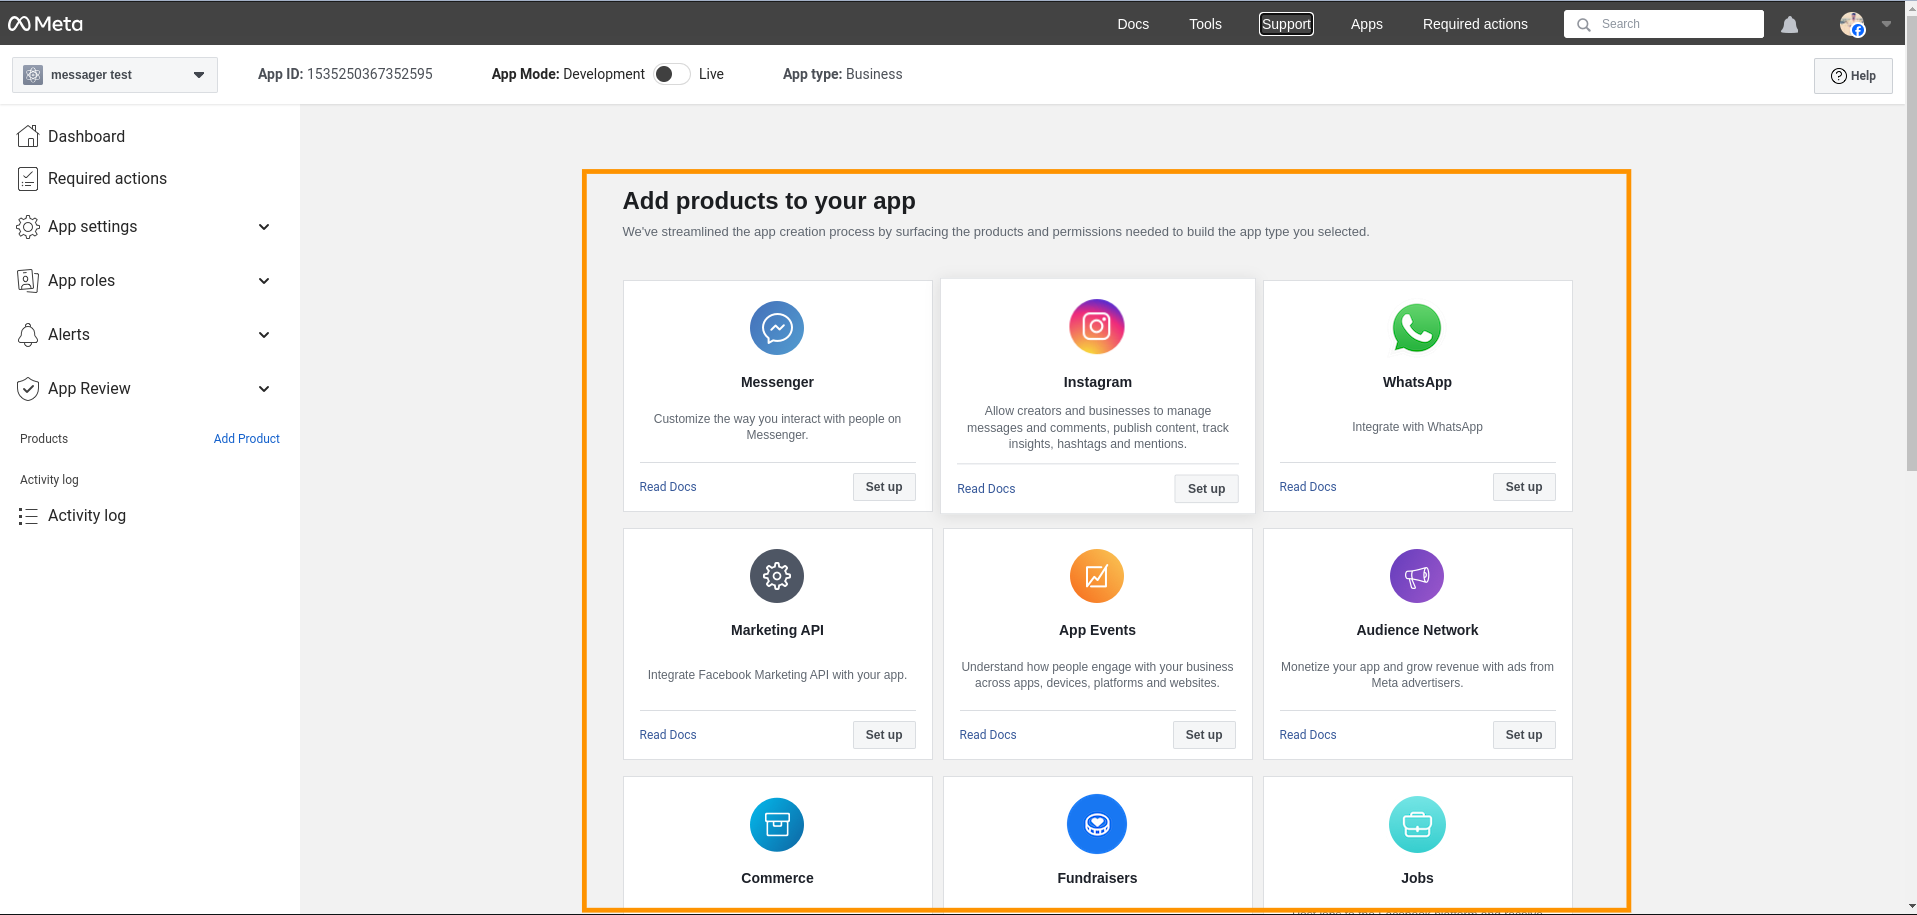 Meta
Docs
Tools
Support
Apps
Required actions
Search
messager test
App ID: 1535250367352595
App Mode: Development
Live
App type: Business
Help
Dashboard
Required actions
App settings
App roles
Alerts
App Review
Products
Add Product
Activity log
Activity log
Add products to your app
We've streamlined the app creation process by surfacing the products and permissions needed to build the app type you selected.
Messenger
Customize the way you interact with people on
Messenger.
Read Docs
Set up
Instagram
Allow creators and businesses to manage
messages and comments, publish content, track
insights, hashtags and mentions.
Read Docs
Set up
WhatsApp
Integrate with WhatsApp
Read Docs
Set up
Marketing API
Integrate Facebook Marketing API with your app.
Read Docs
Set up
App Events
Understand how people engage with your business
across apps, devices, platforms and websites.
Read Docs
Set up
Audience Network
Monetize your app and grow revenue with ads from
Meta advertisers.
Read Docs
Set up
Commerce
Fundraisers
Jobs